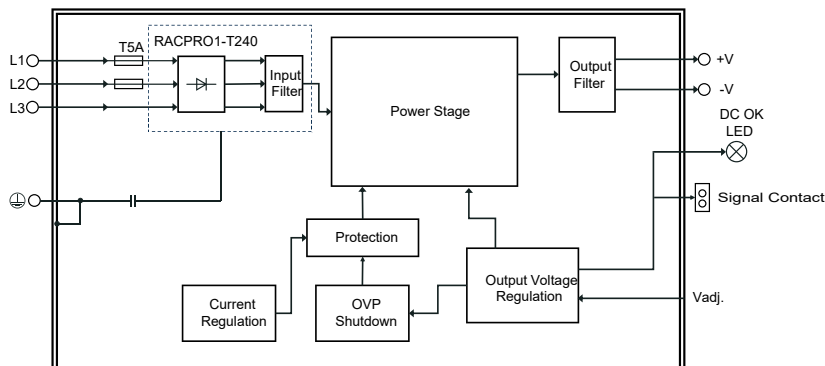 RACPRO1-T240
T5A
L1
L2
L3
Input
Filter
Power Stage
Output
Filter
+V
-V
DC OK
LED
Signal Contact
Protection
Current
Regulation
OVP
Shutdown
Output Voltage
Regulation
Vadj.